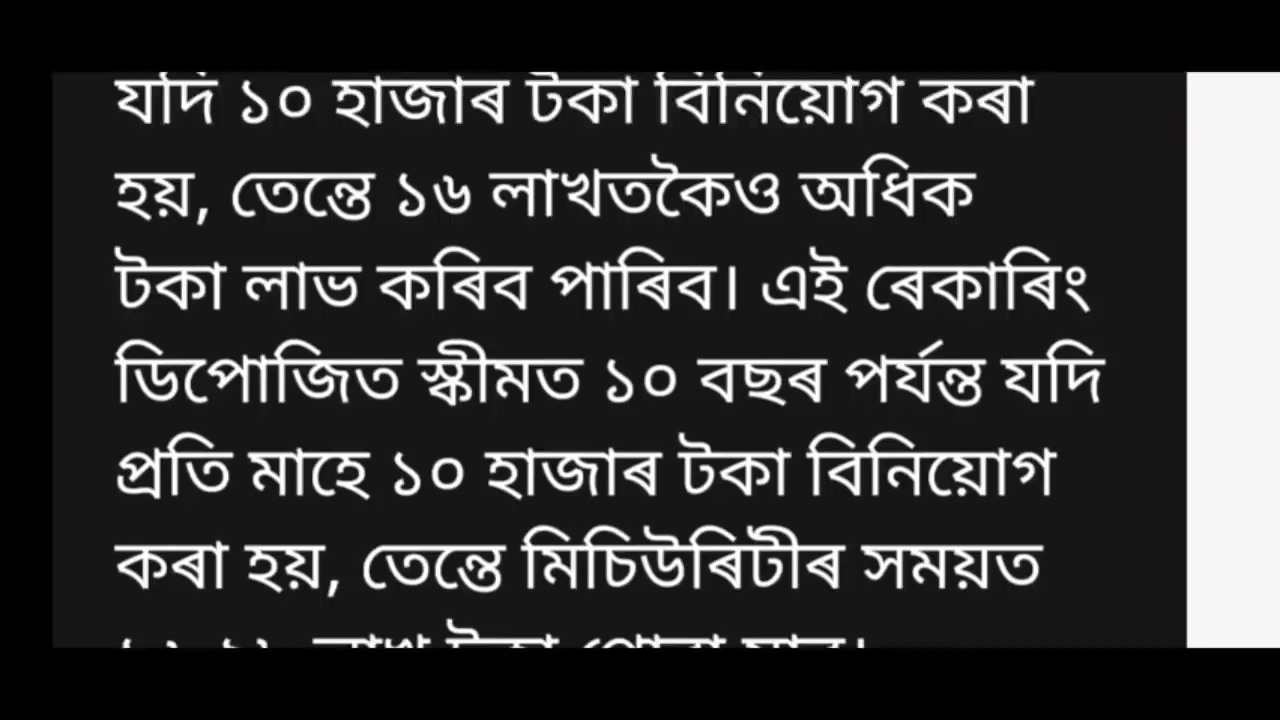 যদি ১০ হাজাৰ টকা বিনিয়োগ কৰা
হয়, তেন্তে ১৬ লাখতকৈও অধিক
টকা লাভ কৰিব পাৰিব। এই ৰেকাৰিং
ডিপোজিত স্কীমত ১০ বছৰ পৰ্যন্ত যদি
প্ৰতি মাহে ১০ হাজাৰ টকা বিনিয়োগ
কৰা হয়, তেন্তে মিচিউৰিটীৰ সময়ত
লাখ টকা পোৱা যাব।